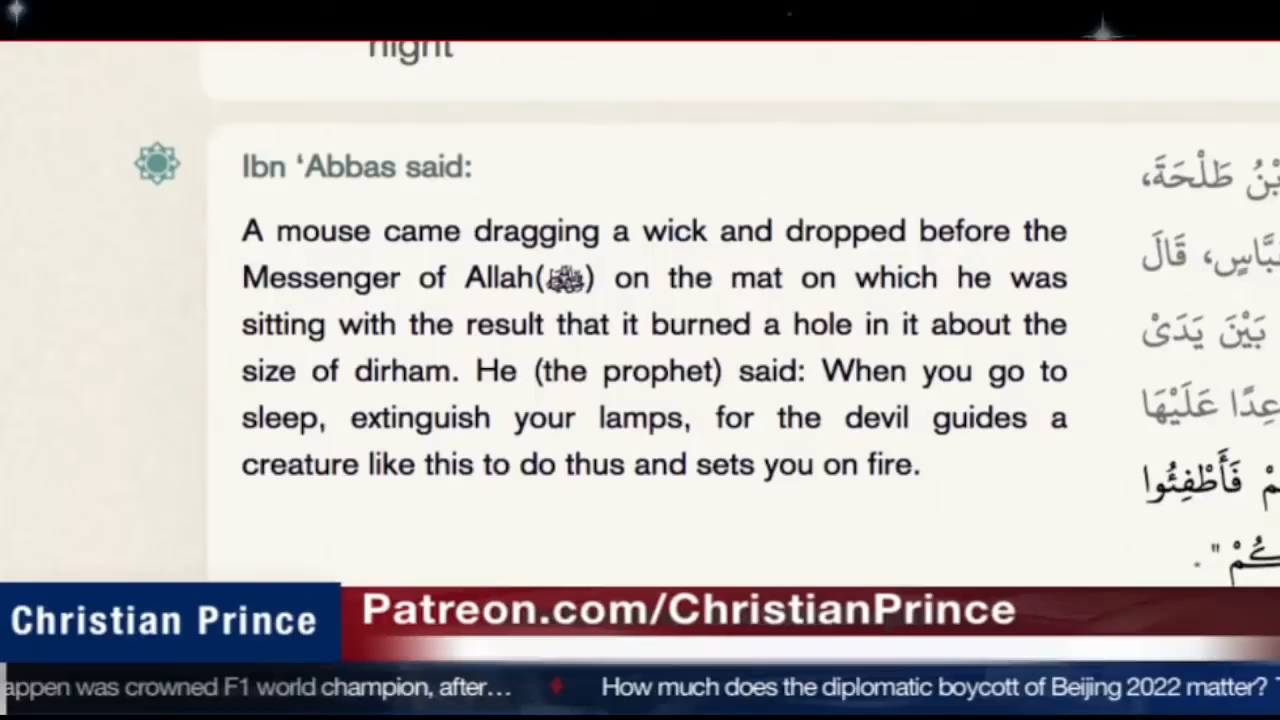 night
Ibn ‘Abbas said:
A mouse came dragging a wick and dropped before the
Messenger of Allah(ﷺ) on the mat on which he was
sitting with the result that it burned a hole in it about the
size of dirham. He (the prophet) said: When you go to
sleep, extinguish your lamps, for the devil guides a
creature like this to do thus and sets you on fire.
بْنُ طَلْحَةَ،
قَالَ
بَيْنَ يَدَىْ
عَلَيْهَا
فَأَطْفِئُوا
Christian Prince
Patreon.com/ChristianPrince
appen was crowned F1 world champion, after… ♦ How much does the diplomatic boycott of Beijing 2022 matter?